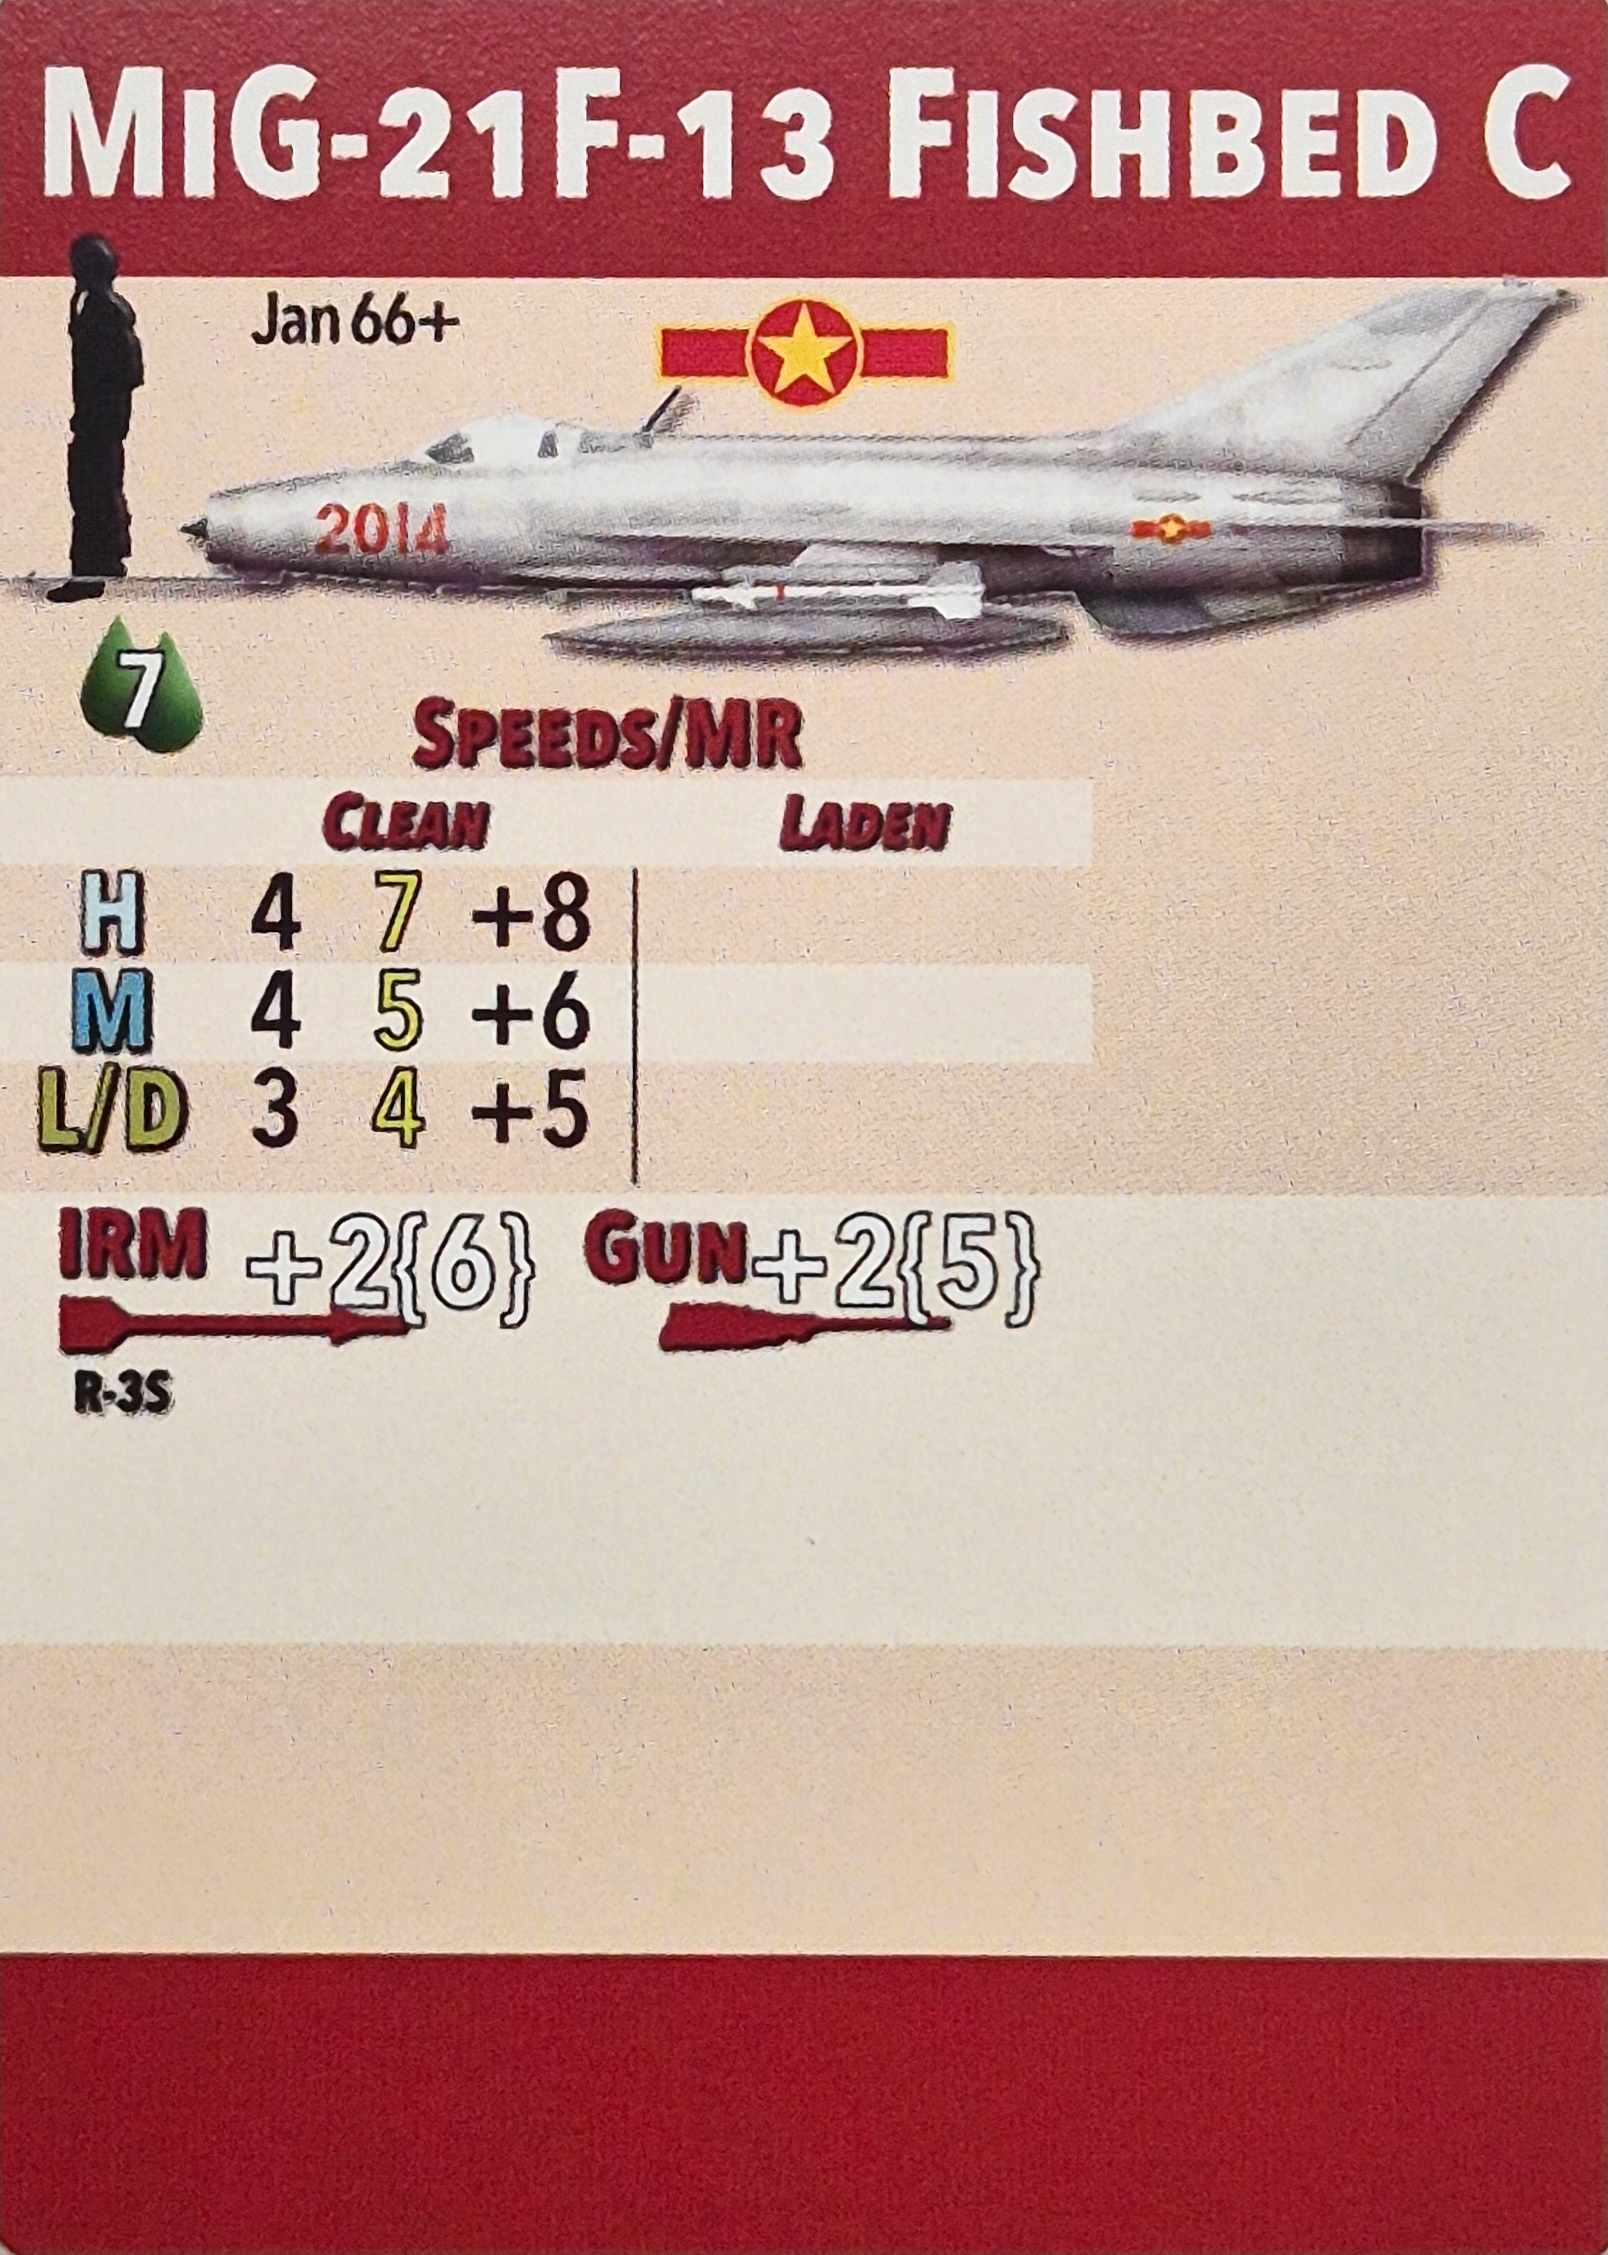 MiG-21F-13 Fishbed C
Jan 66+
2014
7
Speeds/MR
Clean Laden
H 4 7 +8
M 4 5 +6
L/D 3 4 +5
IRM +2{6} Gun +2{5}
R-3S